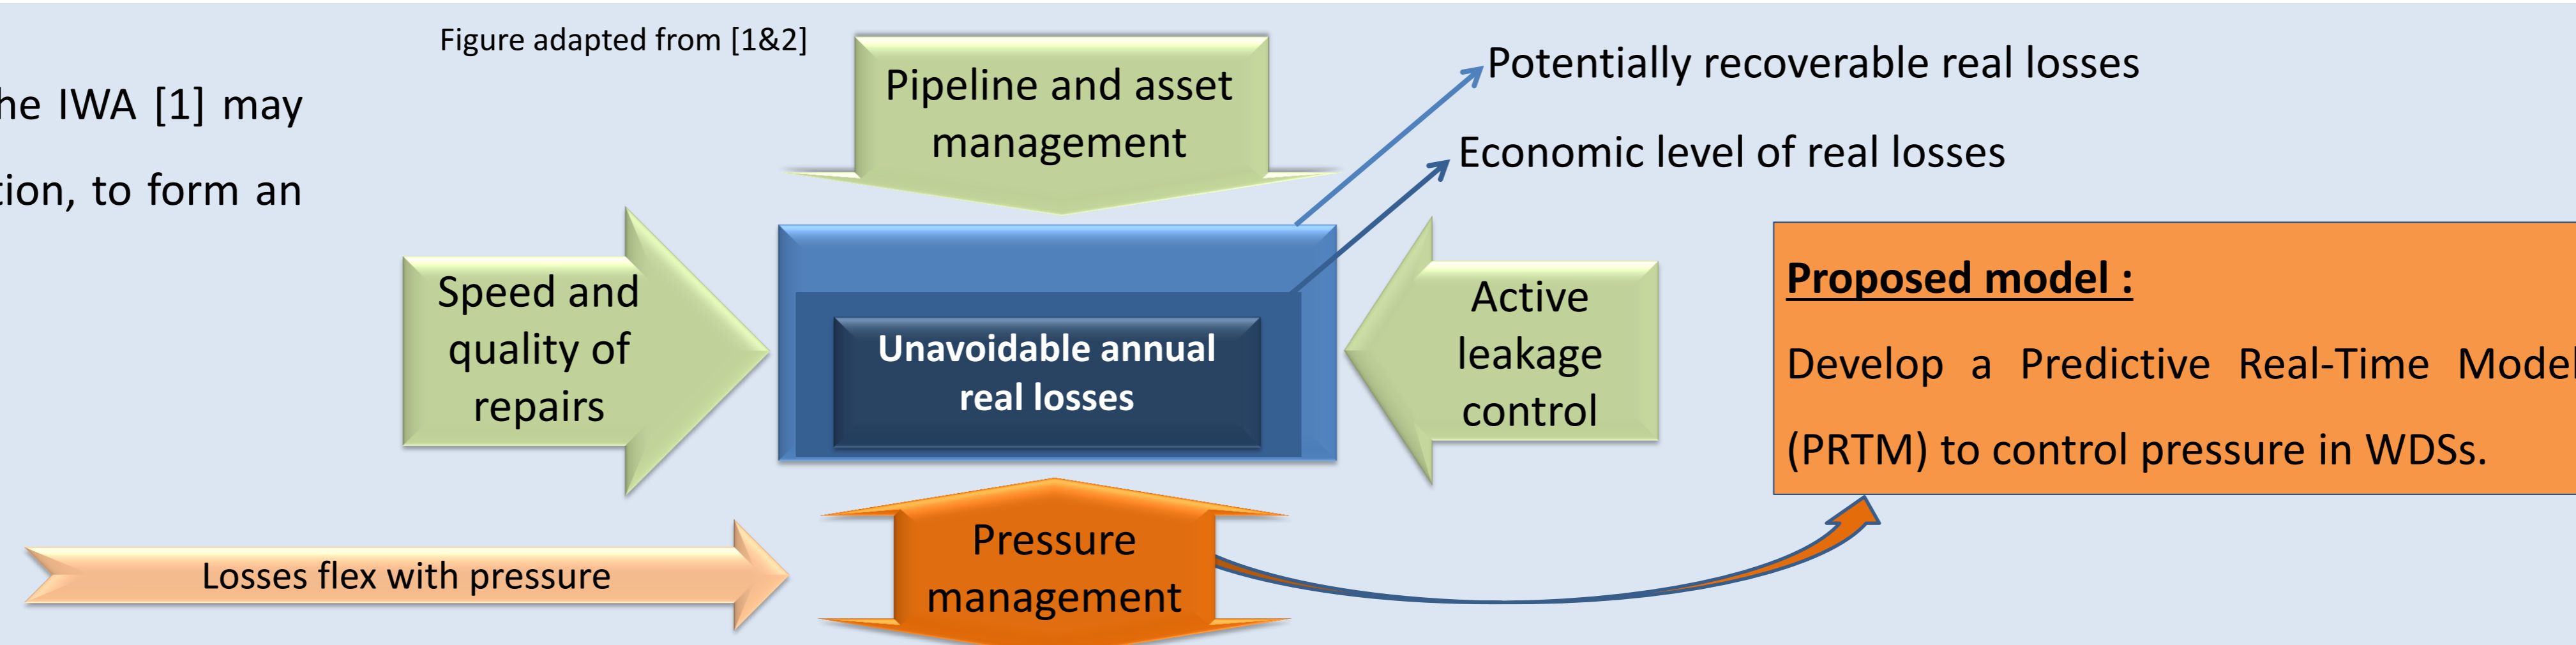 Figure adapted from [1&2]
he IWA [1] may
tion, to form an
Pipeline and asset
management
Potentially recoverable real losses
Economic level of real losses
Speed and
quality of
repairs
Unavoidable annual
real losses
Active
leakage
control
Proposed model :
Develop a Predictive Real-Time Model
(PRTM) to control pressure in WDSs.
Losses flex with pressure
Pressure
management